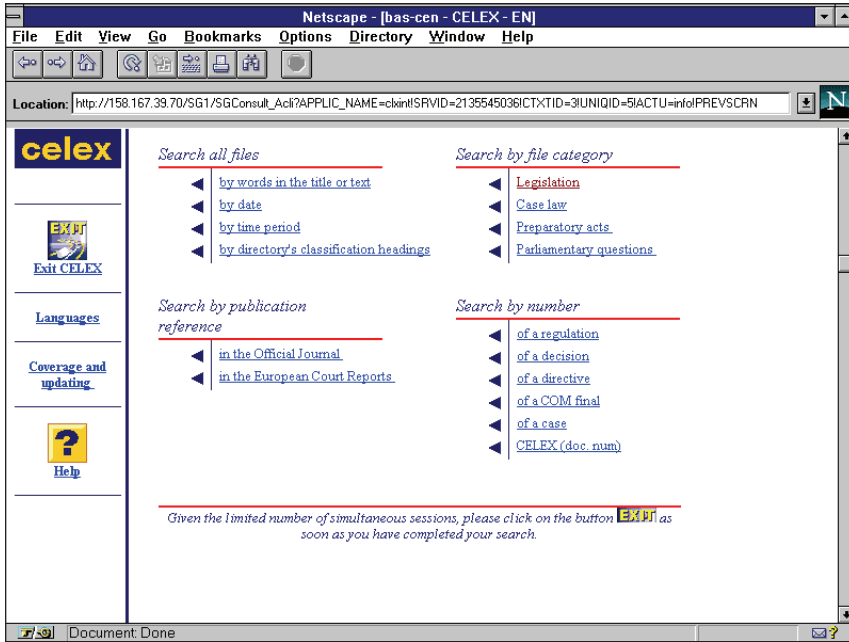 Netscape - [bas-cen - CELEX - EN]
File Edit View Go Bookmarks Options Directory Window Help
Location: http://158.167.39.70/SG1/SGConsult_Acli?APPLIC_NAME=clxint!SRVID=2135545036!CTXTID=3!UNIQID=5!ACTU=info!PREVSCRN
N
celex
EXIT
Exit CELEX
Languages
Coverage and
updating
?
Help
Search all files
by words in the title or text
by date
by time period
by directory's classification headings
Search by file category
Legislation
Case law
Preparatory acts
Parliamentary questions
Search by publication
reference
in the Official Journal
in the European Court Reports
Search by number
of a regulation
of a decision
of a directive
of a COM final
of a case
CELEX (doc. num)
Given the limited number of simultaneous sessions, please click on the button EXIT as
soon as you have completed your search.
Document: Done
?